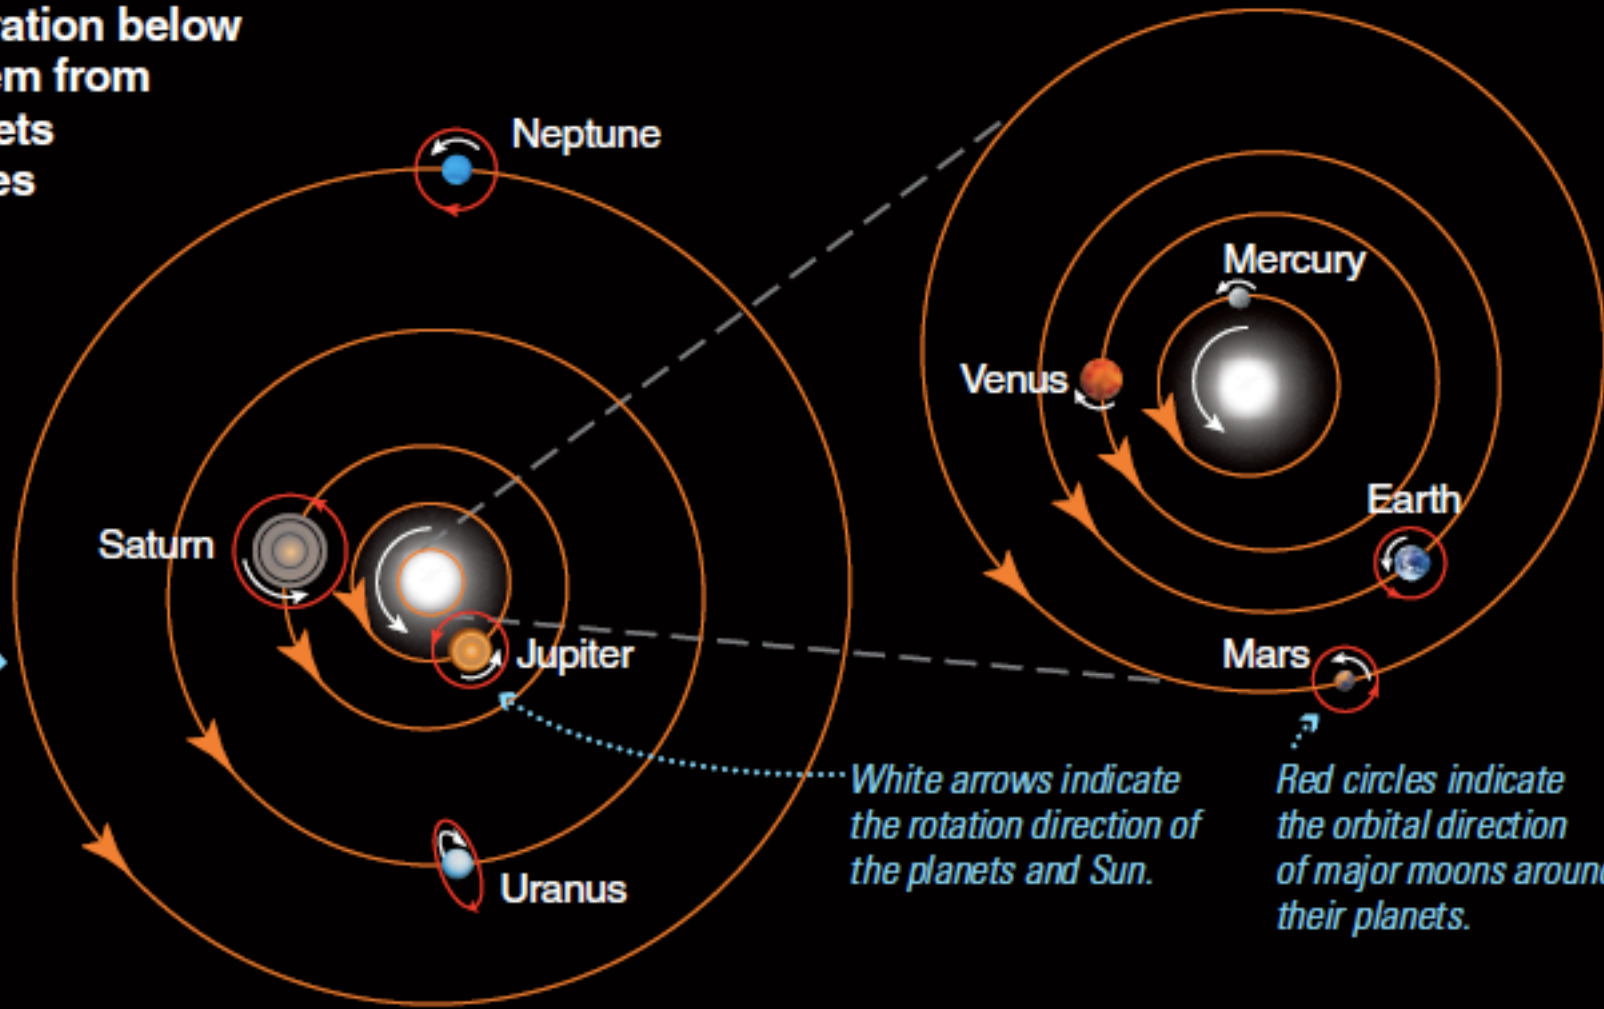 ation below
em from
ets
es
Neptune
Mercury
Venus
Saturn
Earth
Jupiter
Mars
Uranus
White arrows indicate
the rotation direction of
the planets and Sun.
Red circles indicate
the orbital direction
of major moons aroun
their planets.